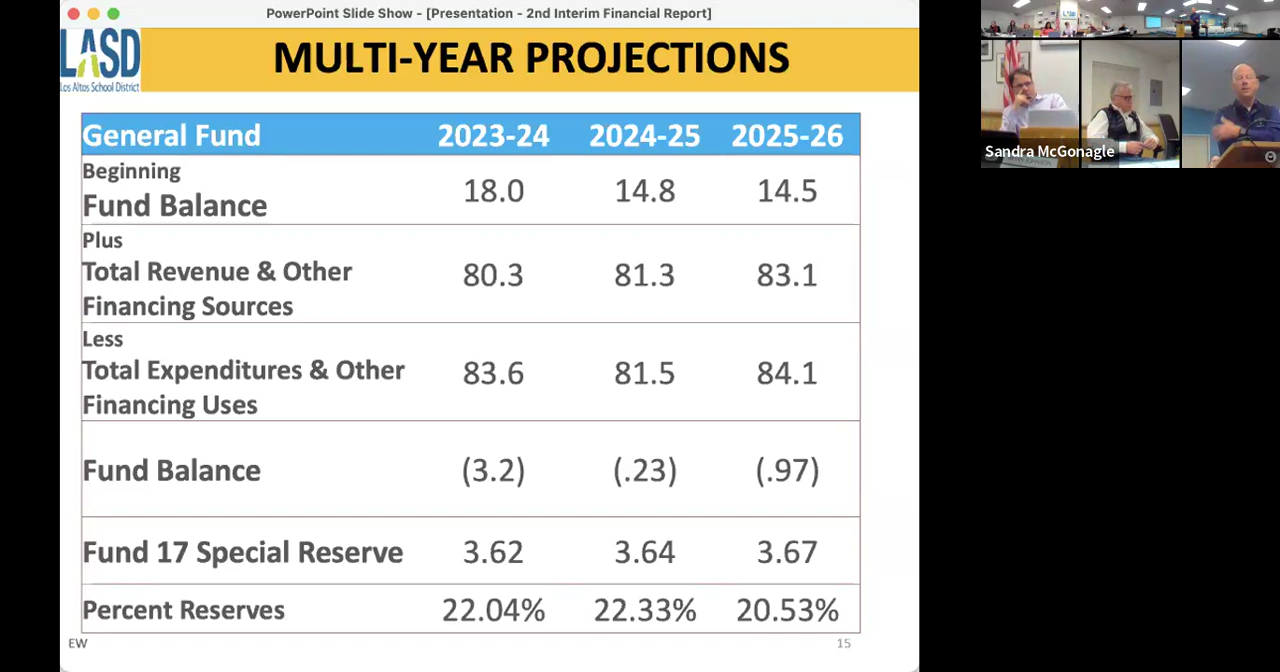 PowerPoint Slide Show - [Presentation - 2nd Interim Financial Report]
LASD
Los Altos School District
MULTI-YEAR PROJECTIONS
General Fund 2023-24 2024-25 2025-26
Beginning
Fund Balance 18.0 14.8 14.5
Plus
Total Revenue & Other
Financing Sources 80.3 81.3 83.1
Less
Total Expenditures & Other
Financing Uses 83.6 81.5 84.1
Fund Balance (3.2) (.23) (.97)
Fund 17 Special Reserve 3.62 3.64 3.67
Percent Reserves 22.04% 22.33% 20.53%
EW 15
Sandra McGonagle